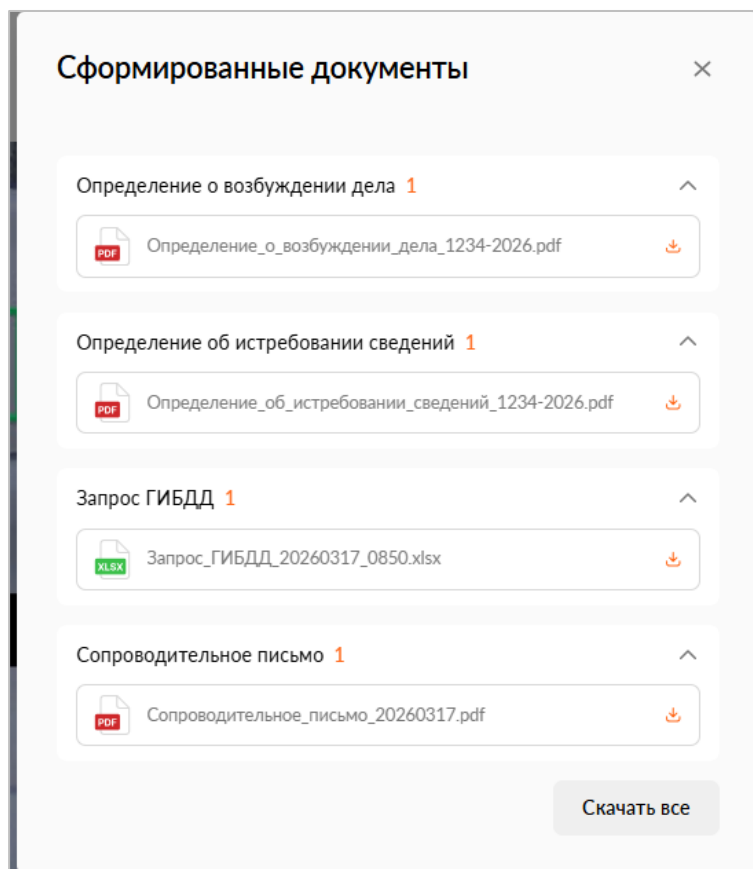 Сформированные документы
Определение о возбуждении дела 1
PDF Определение_о_возбуждении_дела_1234-2026.pdf
Определение об истребовании сведений 1
PDF Определение_об_истребовании_сведений_1234-2026.pdf
Запрос ГИБДД 1
XLSX Запрос_ГИБДД_20260317_0850.xlsx
Сопроводительное письмо 1
PDF Сопроводительное_письмо_20260317.pdf
Скачать все